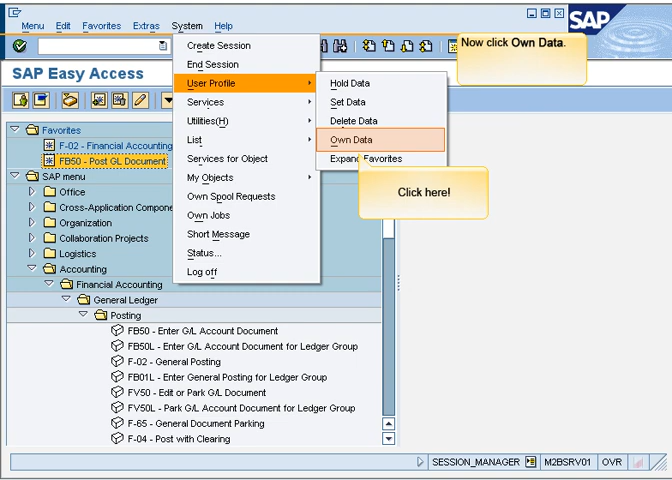 Menu Edit Favorites Extras System Help
SAP
Now click Own Data.
SAP Easy Access
Create Session
End Session
User Profile
Services
Utilities(H)
List
Services for Object
My Objects
Own Spool Requests
Own Jobs
Short Message
Status...
Log off
Hold Data
Set Data
Delete Data
Own Data
Expand Favorites
Click here!
Favorites
F-02 - Financial Accounting
FB50 - Post GL Document
SAP menu
Office
Cross-Application Compone
Organization
Collaboration Projects
Logistics
Accounting
Financial Accounting
General Ledger
Posting
FB50 - Enter G/L Account Document
FB50L - Enter G/L Account Document for Ledger Group
F-02 - General Posting
FB01L - Enter General Posting for Ledger Group
FV50 - Edit or Park G/L Document
FV50L - Park G/L Account Document for Ledger Group
F-65 - General Document Parking
F-04 - Post with Clearing
SESSION_MANAGER M2BSRV01 OVR